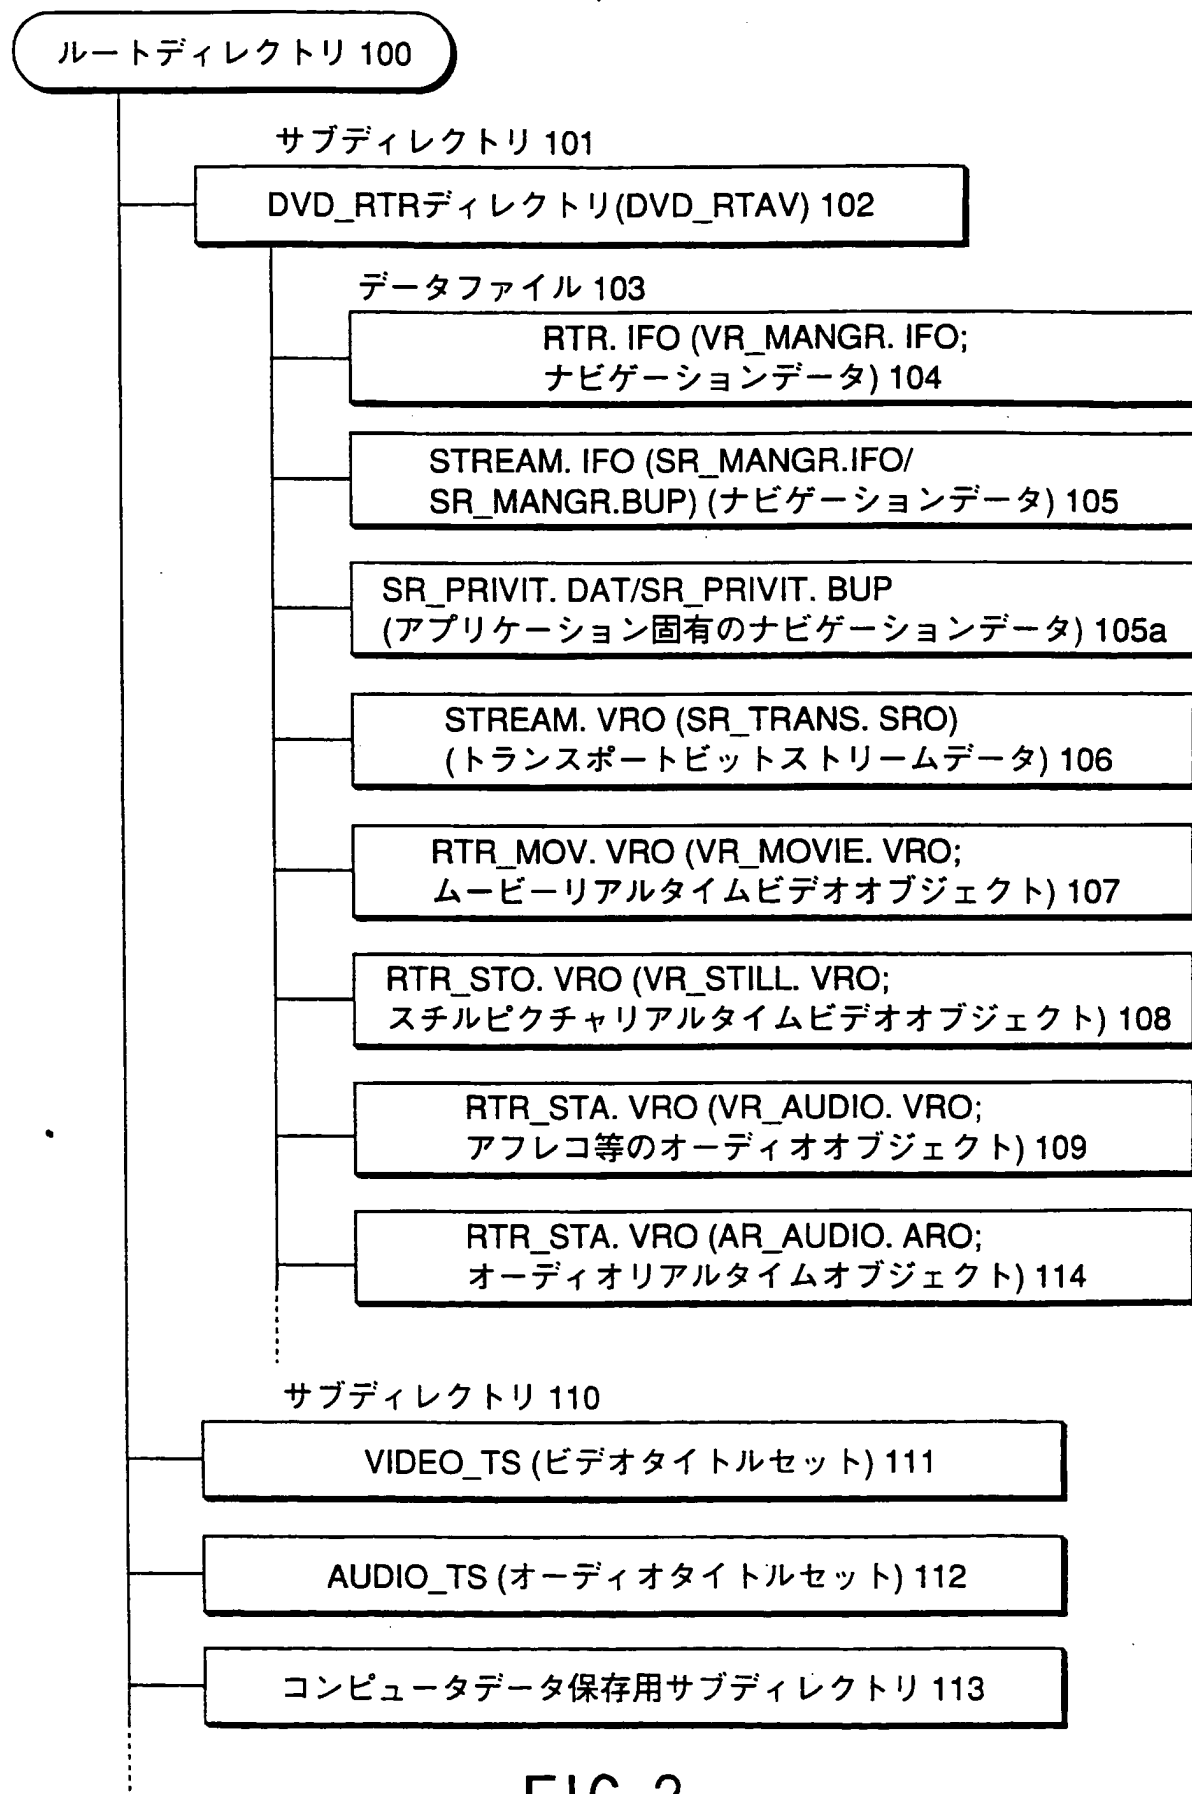 ルートディレクトリ 100
サブディレクトリ 101
DVD_RTRディレクトリ(DVD_RTAV) 102
データファイル 103
RTR. IFO (VR_MANGR. IFO;
ナビゲーションデータ) 104
STREAM. IFO (SR_MANGR.IFO/
SR_MANGR.BUP) (ナビゲーションデータ) 105
SR_PRIVIT. DAT/SR_PRIVIT. BUP
(アプリケーション固有のナビゲーションデータ) 105a
STREAM. VRO (SR_TRANS. SRO)
(トランスポートビットストリームデータ) 106
RTR_MOV. VRO (VR_MOVIE. VRO;
ムービーリアルタイムビデオオブジェクト) 107
RTR_STO. VRO (VR_STILL. VRO;
スチルピクチャリアルタイムビデオオブジェクト) 108
RTR_STA. VRO (VR_AUDIO. VRO;
アフレコ等のオーディオオブジェクト) 109
RTR_STA. VRO (AR_AUDIO. ARO;
オーディオリアルタイムオブジェクト) 114
サブディレクトリ 110
VIDEO_TS (ビデオタイトルセット) 111
AUDIO_TS (オーディオタイトルセット) 112
コンピュータデータ保存用サブディレクトリ 113